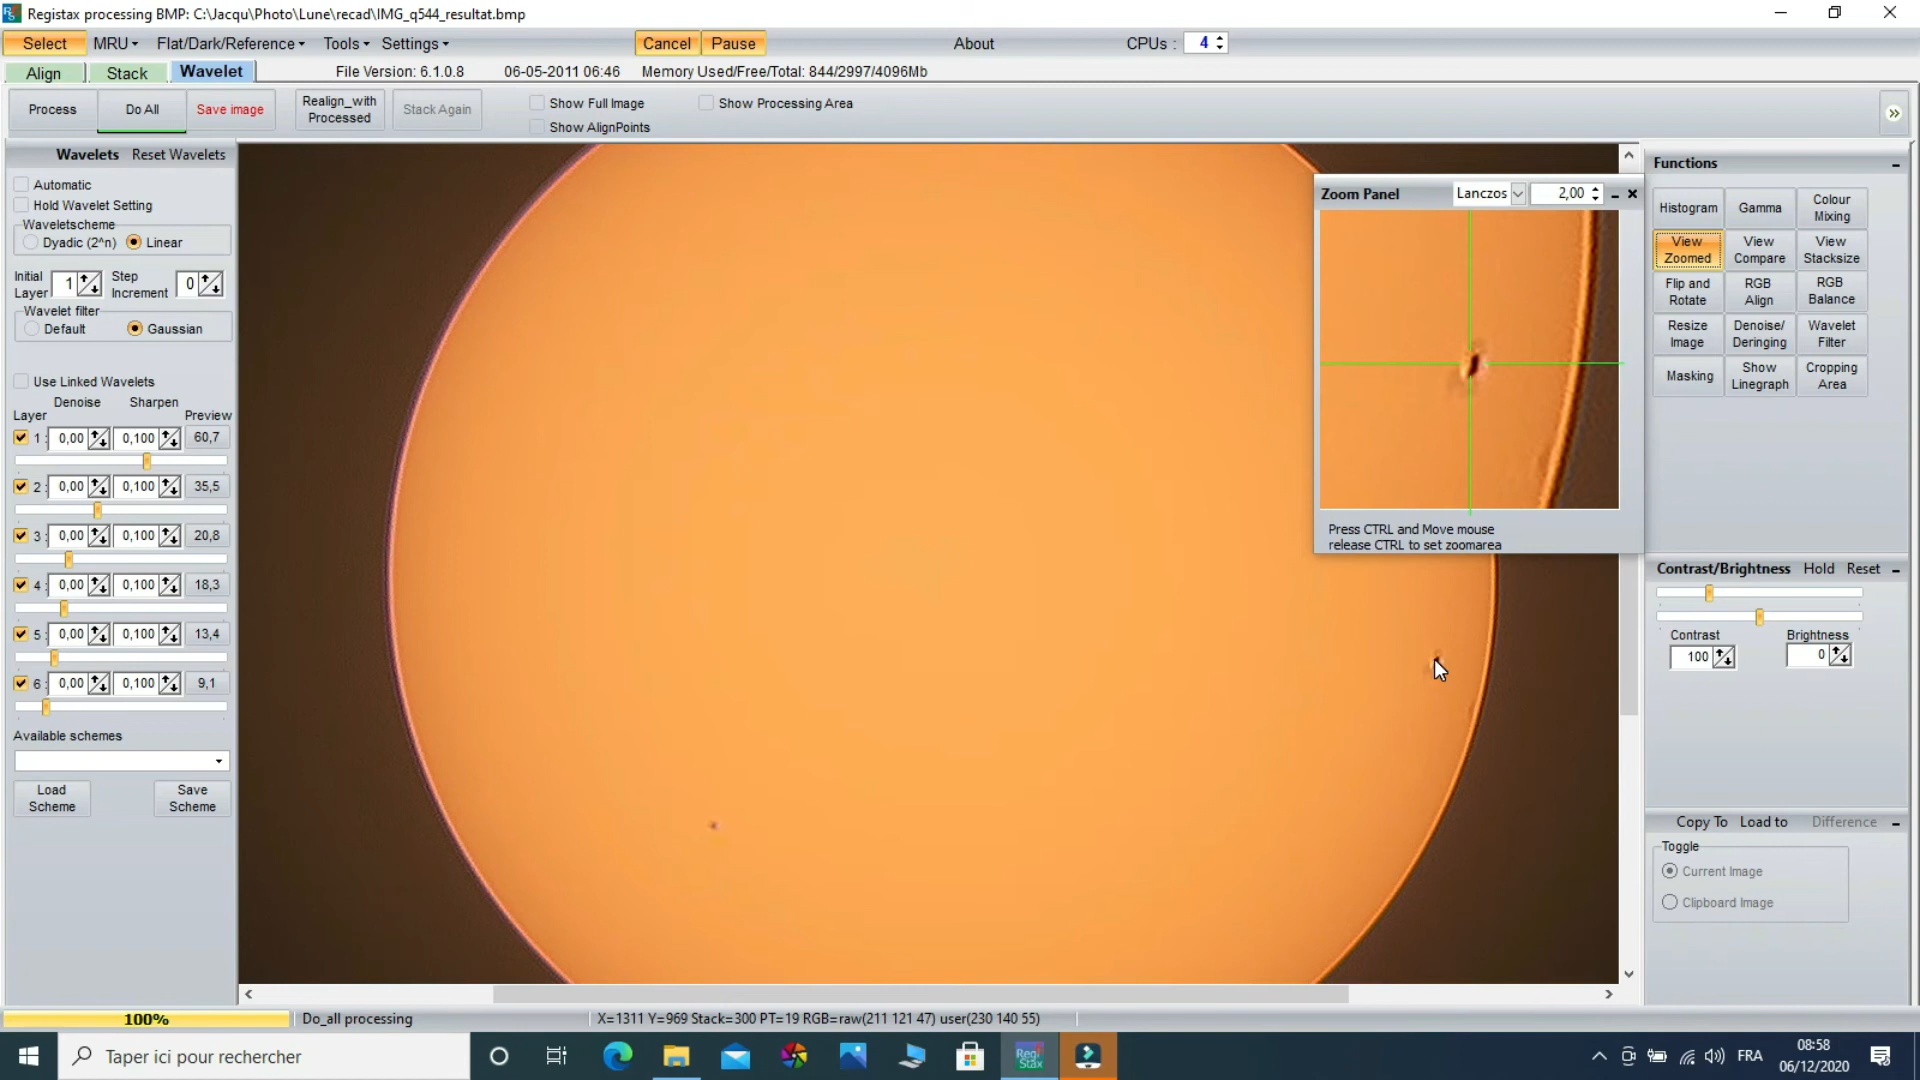 Registax processing BMP: C:\Jacqu\Photo\Lune\recad\IMG_q544_resultat.bmp
Select MRU Flat/Dark/Reference Tools Settings Cancel Pause About CPUs : 4
Align Stack Wavelet File Version: 6.1.0.8 06-05-2011 06:46 Memory Used/Free/Total: 844/2997/4096Mb
Process Do All Save image Realign_with Processed Stack Again
Show Full Image Show Processing Area
Show AlignPoints
Wavelets Reset Wavelets
Automatic
Hold Wavelet Setting
Waveletscheme
Dyadic (2^n) Linear
Initial Layer 1 Step Increment 0
Wavelet filter
Default Gaussian
Use Linked Wavelets
Denoise Sharpen
Layer Preview
1 : 0,00 0,100 60,7
2 : 0,00 0,100 35,5
3 : 0,00 0,100 20,8
4 : 0,00 0,100 18,3
5 : 0,00 0,100 13,4
6 : 0,00 0,100 9,1
Available schemes
Load Scheme Save Scheme
Zoom Panel Lanczos 2,00
Press CTRL and Move mouse
release CTRL to set zoomarea
Functions
Histogram Gamma Colour Mixing
View Zoomed View Compare View Stacksize
Flip and Rotate RGB Align RGB Balance
Resize Image Denoise/ Deringing Wavelet Filter
Masking Show Linegraph Cropping Area
Contrast/Brightness Hold Reset
Contrast Brightness
100 0
Copy To Load to Difference
Toggle
Current Image
Clipboard Image
100% Do_all processing X=1311 Y=969 Stack=300 PT=19 RGB=raw(211 121 47) user(230 140 55)
Taper ici pour rechercher
Regi Stax
FRA
08:58
06/12/2020